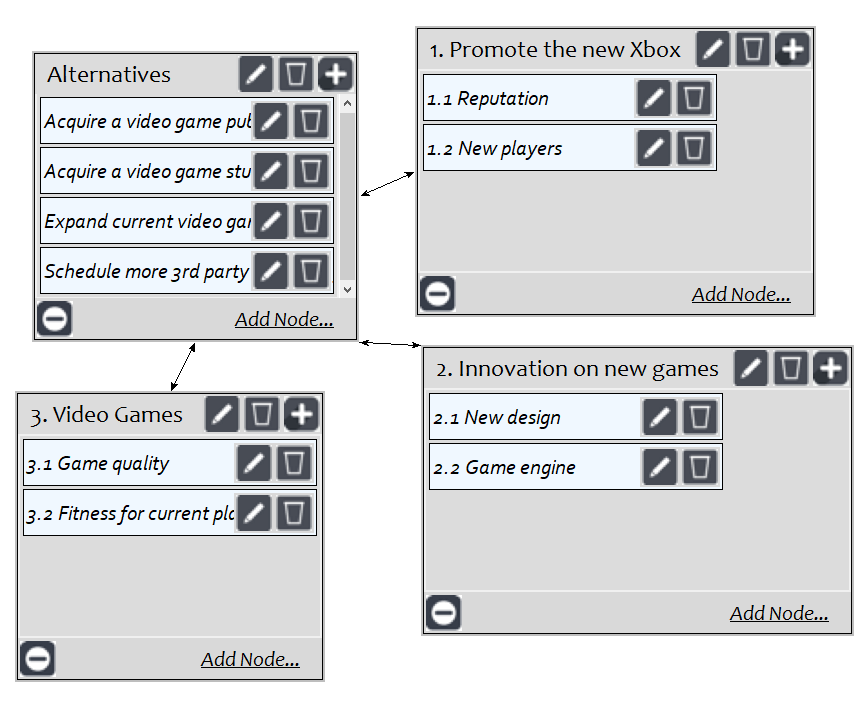 Alternatives
Acquire a video game pub
Acquire a video game stu
Expand current video gam
Schedule more 3rd party
Add Node...
1. Promote the new Xbox
1.1 Reputation
1.2 New players
Add Node...
2. Innovation on new games
2.1 New design
2.2 Game engine
Add Node...
3. Video Games
3.1 Game quality
3.2 Fitness for current pla
Add Node...